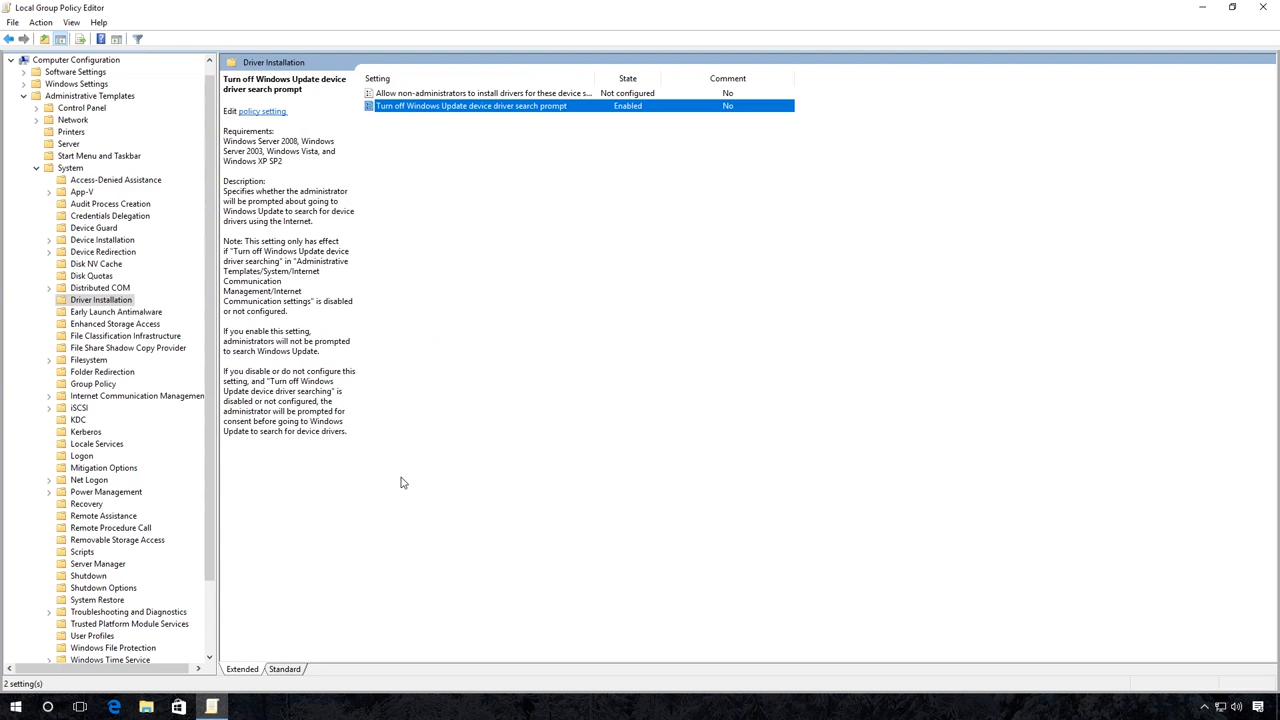 Local Group Policy Editor
File Action View Help
Computer Configuration
Software Settings
Windows Settings
Administrative Templates
Control Panel
Network
Printers
Server
Start Menu and Taskbar
System
Access-Denied Assistance
App-V
Audit Process Creation
Credentials Delegation
Device Guard
Device Installation
Device Redirection
Disk NV Cache
Disk Quotas
Distributed COM
Driver Installation
Early Launch Antimalware
Enhanced Storage Access
File Classification Infrastructure
File Share Shadow Copy Provider
Filesystem
Folder Redirection
Group Policy
Internet Communication Managemen
iSCSI
KDC
Kerberos
Locale Services
Logon
Mitigation Options
Net Logon
Power Management
Recovery
Remote Assistance
Remote Procedure Call
Removable Storage Access
Scripts
Server Manager
Shutdown
Shutdown Options
System Restore
Troubleshooting and Diagnostics
Trusted Platform Module Services
User Profiles
Windows File Protection
Windows Time Service
Driver Installation
Turn off Windows Update device
driver search prompt
Edit policy setting
Requirements:
Windows Server 2008, Windows
Server 2003, Windows Vista, and
Windows XP SP2
Description:
Specifies whether the administrator
will be prompted about going to
Windows Update to search for device
drivers using the Internet.
Note: This setting only has effect
if "Turn off Windows Update device
driver searching" in "Administrative
Templates/System/Internet
Communication
Management/Internet
Communication settings" is disabled
or not configured.
If you enable this setting,
administrators will not be prompted
to search Windows Update.
If you disable or do not configure this
setting, and "Turn off Windows
Update device driver searching" is
disabled or not configured, the
administrator will be prompted for
consent before going to Windows
Update to search for device drivers.
Setting State Comment
Allow non-administrators to install drivers for these device s... Not configured No
Turn off Windows Update device driver search prompt Enabled No
Extended Standard
2 setting(s)